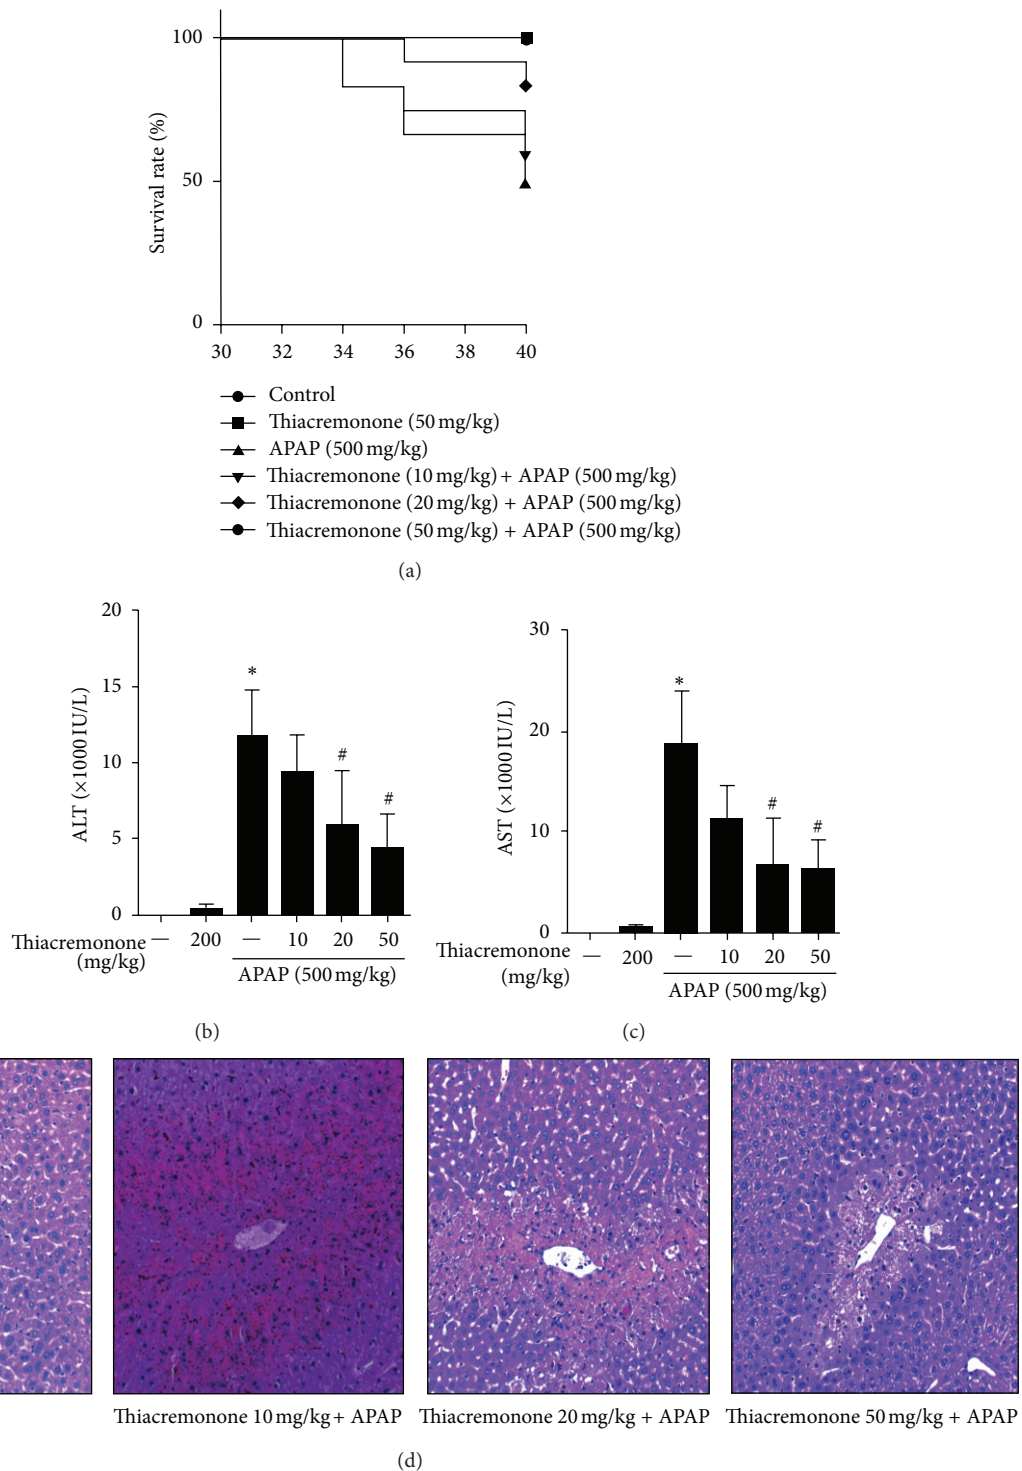 100
50
0
Survival rate (%)
30 32 34 36 38 40
Control
Thiacremonone (50 mg/kg)
APAP (500 mg/kg)
Thiacremonone (10 mg/kg) + APAP (500 mg/kg)
Thiacremonone (20 mg/kg) + APAP (500 mg/kg)
Thiacremonone (50 mg/kg) + APAP (500 mg/kg)
(a)
20
15
10
5
0
ALT (×1000 IU/L)
*
#
#
Thiacremonone — 200 — 10 20 50
(mg/kg)
APAP (500 mg/kg)
(b)
30
20
10
0
AST (×1000 IU/L)
*
#
#
Thiacremonone — 200 — 10 20 50
(mg/kg)
APAP (500 mg/kg)
(c)
Thiacremonone 10 mg/kg + APAP
Thiacremonone 20 mg/kg + APAP
Thiacremonone 50 mg/kg + APAP
(d)